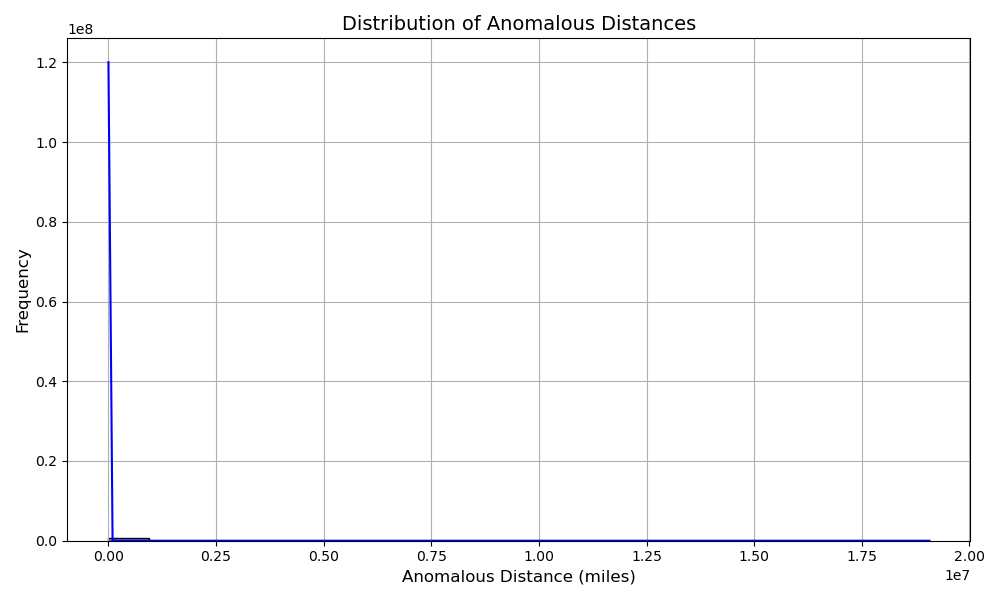 Distribution of Anomalous Distances
1e8
1.2
1.0
0.8
0.6
0.4
0.2
0.0
Frequency
0.00 0.25 0.50 0.75 1.00 1.25 1.50 1.75 2.00
1e7
Anomalous Distance (miles)